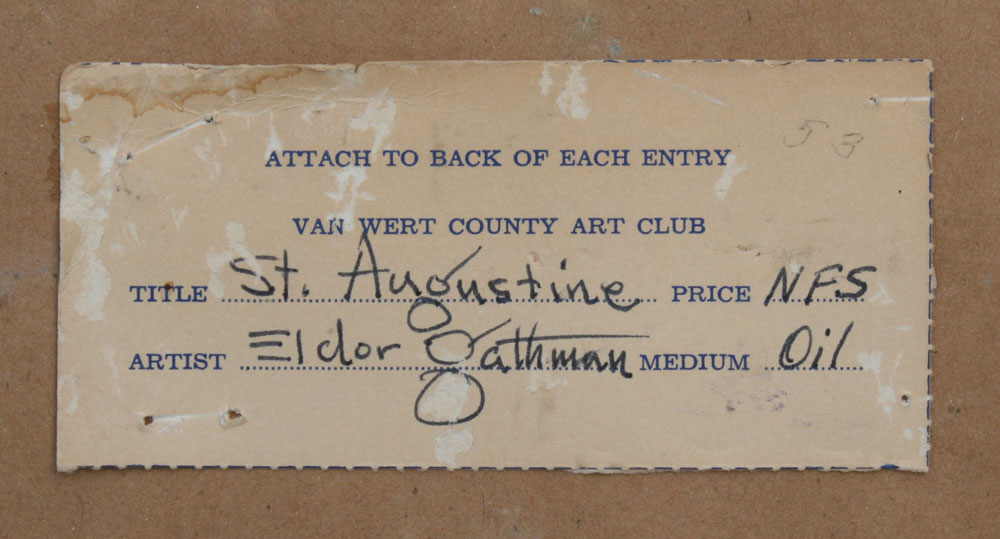 53
ATTACH TO BACK OF EACH ENTRY
VAN WERT COUNTY ART CLUB
TITLE St. Augustine PRICE NFS
ARTIST Eldor Gathman MEDIUM Oil